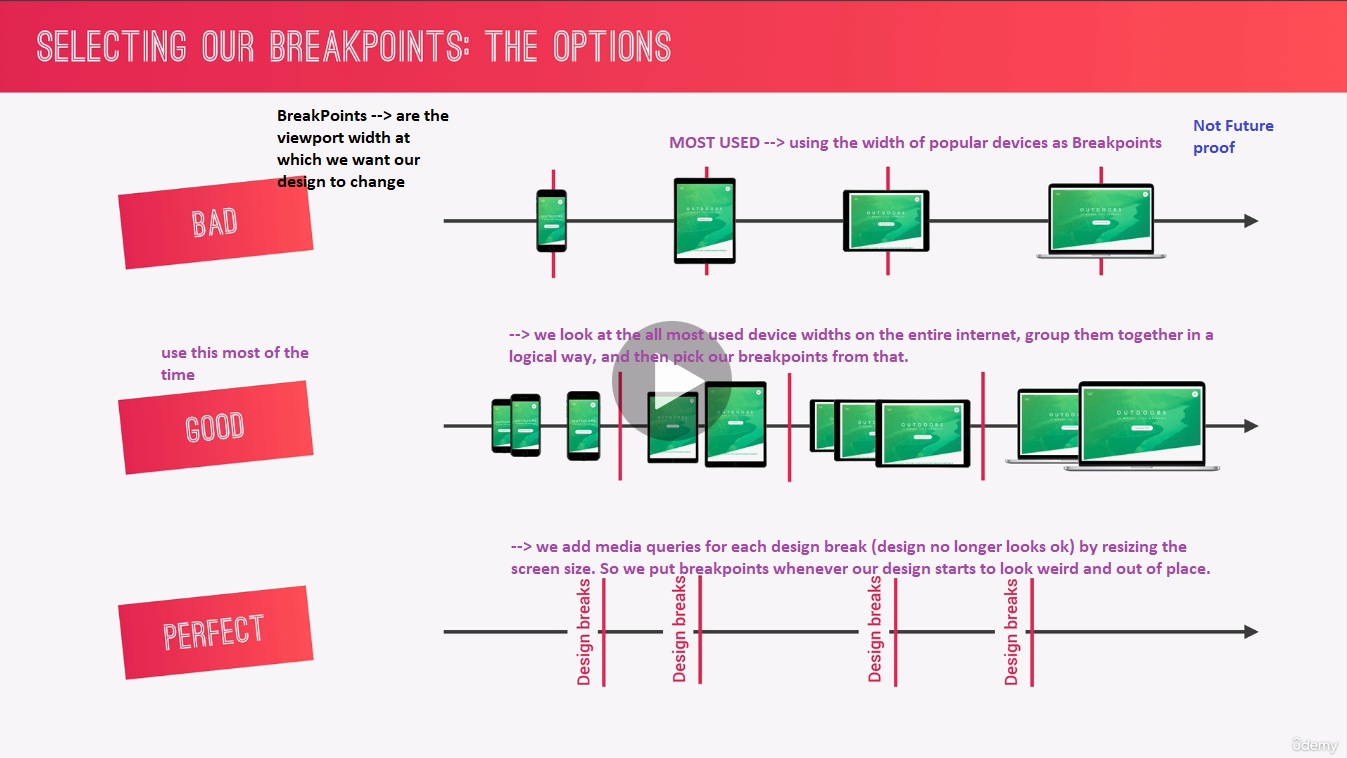 SELECTING OUR BREAKPOINTS: THE OPTIONS
BreakPoints --> are the
viewport width at
which we want our
design to change
MOST USED --> using the width of popular devices as Breakpoints
Not Future
proof
BAD
--> we look at the all most used device widths on the entire internet, group them together in a
logical way, and then pick our breakpoints from that.
use this most of the
time
GOOD
OUTDOORS
--> we add media queries for each design break (design no longer looks ok) by resizing the
screen size. So we put breakpoints whenever our design starts to look weird and out of place.
PERFECT
Design breaks
Design breaks
Design breaks
Design breaks
ûdemy